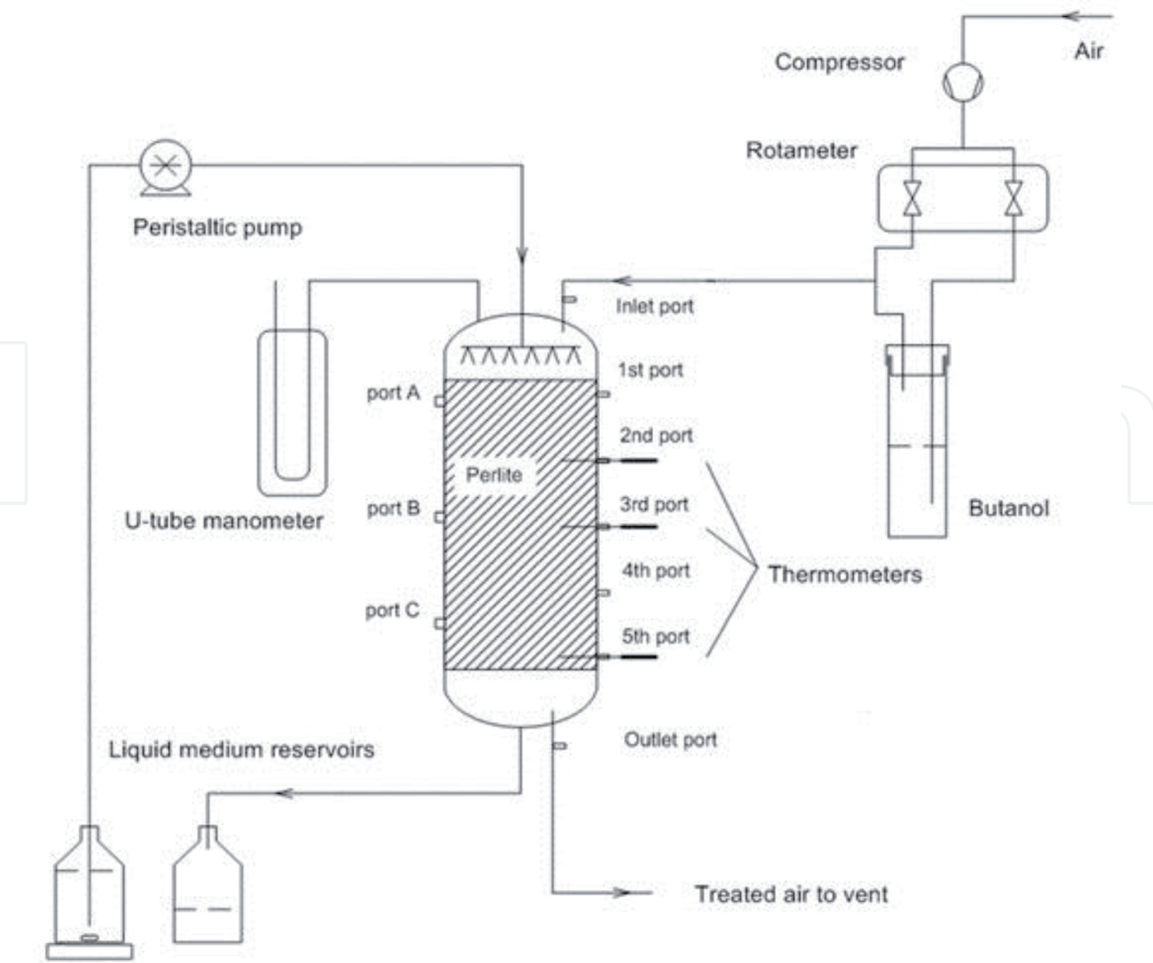 Air
Compressor
Rotameter
Peristaltic pump
Inlet port
1st port
port A
2nd port
Perlite
3rd port
port B
Butanol
U-tube manometer
4th port
Thermometers
port C
5th port
Outlet port
Liquid medium reservoirs
Treated air to vent